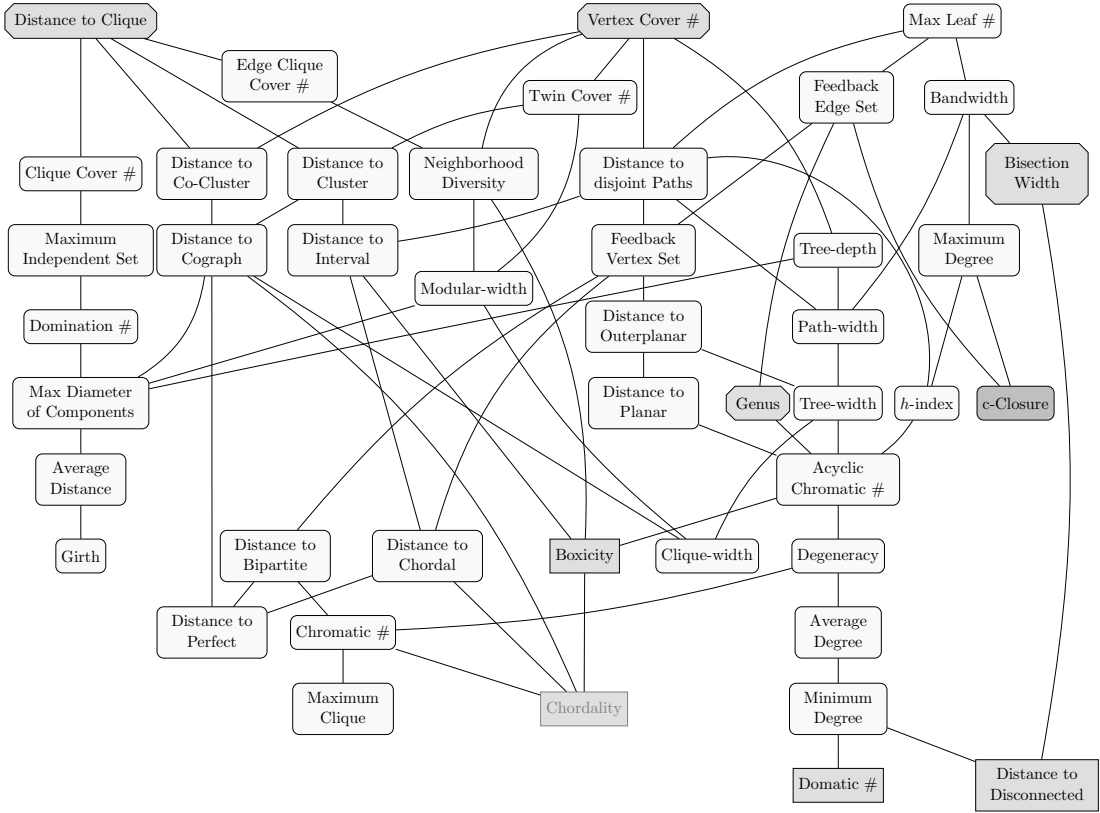 Distance to Clique
Vertex Cover #
Max Leaf #
Edge Clique
Cover #
Twin Cover #
Feedback
Edge Set
Bandwidth
Clique Cover #
Distance to
Co-Cluster
Distance to
Cluster
Neighborhood
Diversity
Distance to
disjoint Paths
Bisection
Width
Maximum
Independent Set
Distance to
Cograph
Distance to
Interval
Feedback
Vertex Set
Tree-depth
Maximum
Degree
Modular-width
Domination #
Distance to
Outerplanar
Path-width
Max Diameter
of Components
Distance to
Planar
Genus
Tree-width
h-index
c-Closure
Average
Distance
Acyclic
Chromatic #
Girth
Distance to
Bipartite
Distance to
Chordal
Boxicity
Clique-width
Degeneracy
Distance to
Perfect
Chromatic #
Average
Degree
Maximum
Clique
Chordality
Minimum
Degree
Domatic #
Distance to
Disconnected